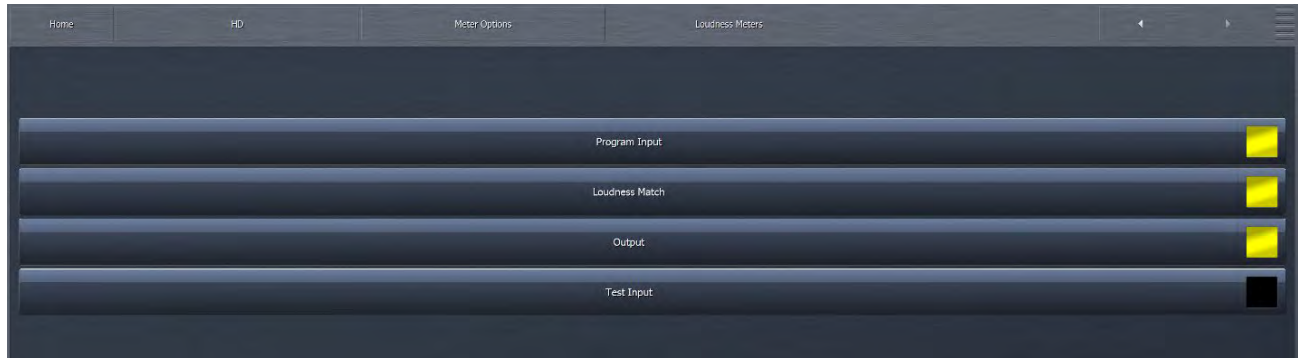 Home HD Meter Options Loudness Meters
Program Input
Loudness Match
Output
Test Input